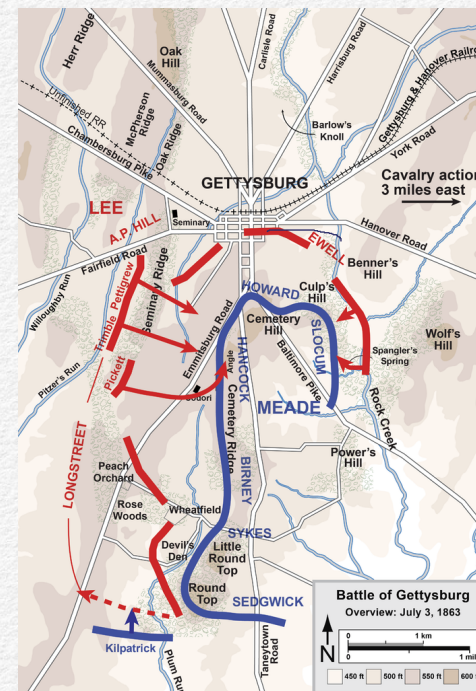 Herr Ridge
Oak
Hill
Mummasburg Road
Carlisle Road
Harrisburg Road
Gettysburg & Hanover Railro
Unfinished RR
McPherson
Ridge
Oak Ridge
Barlow's
Knoll
Chambersburg Pike
York Road
GETTYSBURG
Cavalry action
3 miles east
LEE
A.P. HILL
Seminary
EWELL
Hanover Road
Fairfield Road
Benner's
Hill
Willoughby Run
Seminary Ridge
HOWARD
Culp's
Hill
Trimble
Pettigrew
Emmitsburg Road
Cemetery
Hill
SLOCUM
Wolf's
Hill
Pitzer's Run
HANCOCK
Angle
Baltimore Pike
Spangler's
Spring
Pickett
Codori
Cemetery Ridge
MEADE
Rock Creek
LONGSTREET
Peach
Orchard
BIRNEY
Power's
Hill
Rose
Woods
Wheatfield
SYKES
Devil's
Den
Little
Round Top
Round
Top
SEDGWICK
Kilpatrick
Plum Ru
Taneytown
Road
Battle of Gettysburg
Overview: July 3, 1863
N
0 1 km
0 1 mil
450 ft 500 ft 550 ft 600